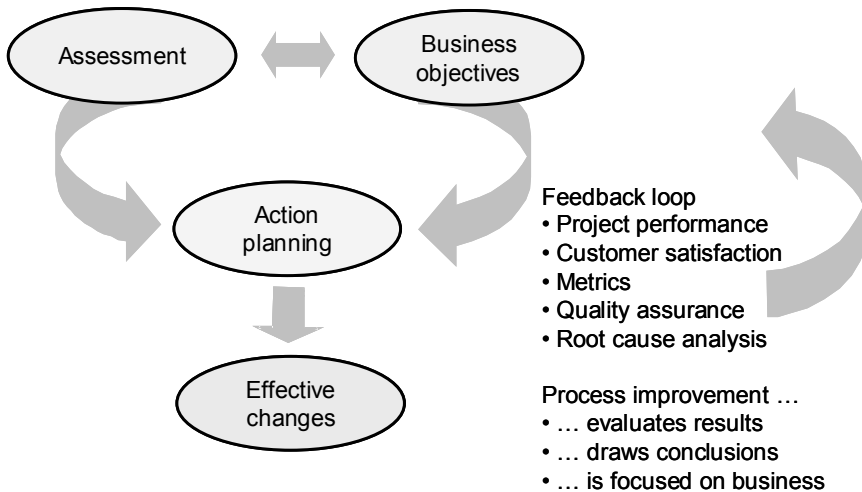 Assessment
Business
objectives
Action
planning
Effective
changes
Feedback loop
• Project performance
• Customer satisfaction
• Metrics
• Quality assurance
• Root cause analysis
Process improvement …
• … evaluates results
• … draws conclusions
• … is focused on business